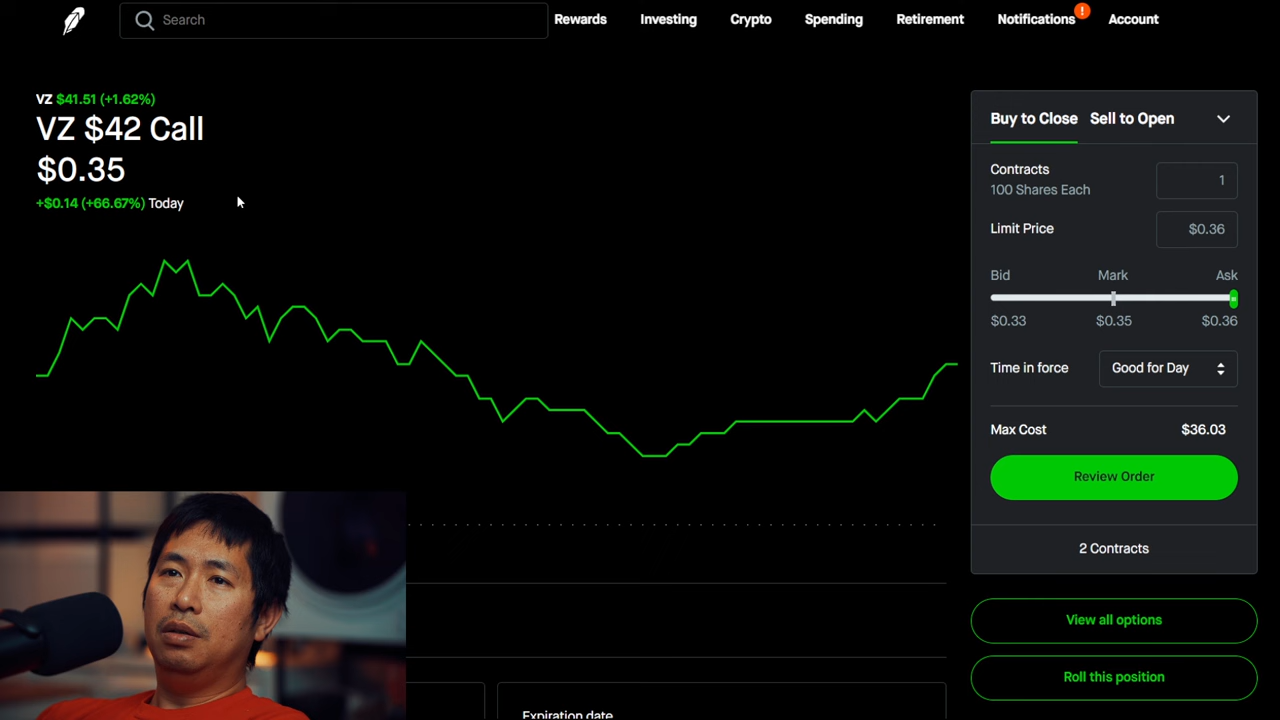 Search
Rewards
Investing
Crypto
Spending
Retirement
Notifications
!
Account
VZ $41.51 (+1.62%)
VZ $42 Call
$0.35
+$0.14 (+66.67%) Today
Buy to Close
Sell to Open
Contracts
1
100 Shares Each
Limit Price
$0.36
Bid
Mark
Ask
$0.33
$0.35
$0.36
Time in force
Good for Day
Max Cost
$36.03
Review Order
2 Contracts
View all options
Roll this position
Expiration date